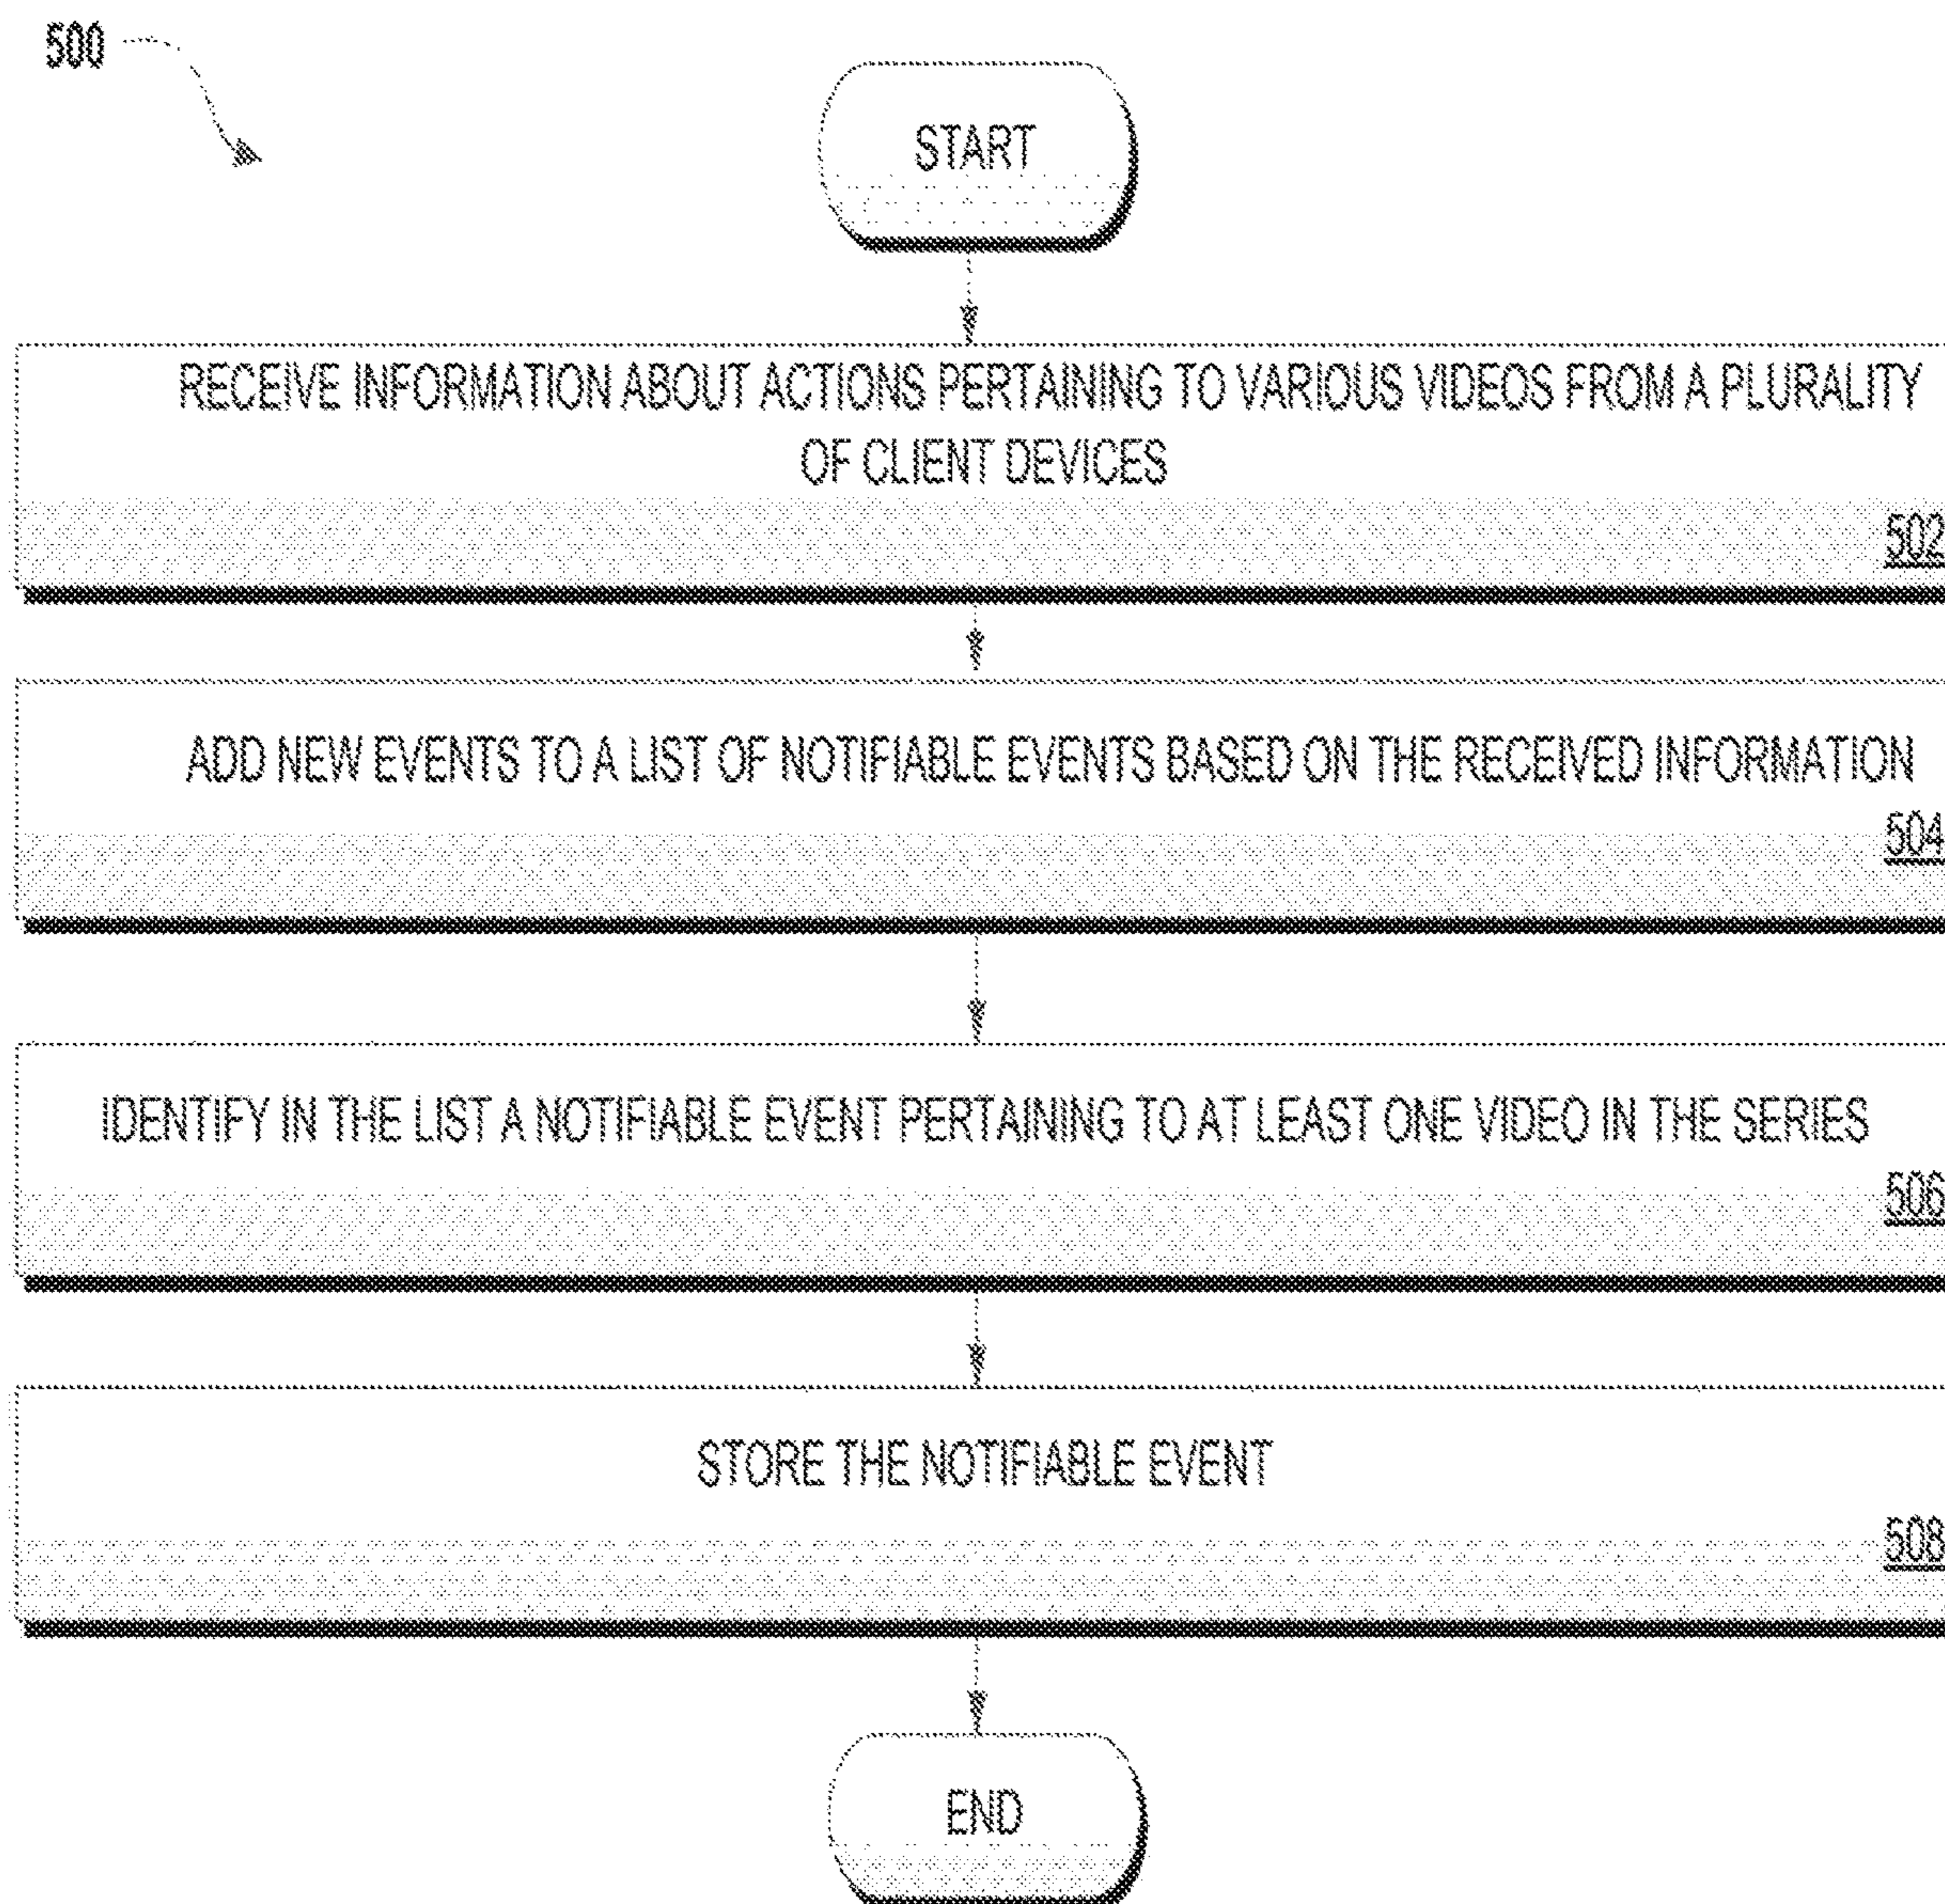 500
START
RECEIVE INFORMATION ABOUT ACTIONS PERTAINING TO VARIOUS VIDEOS FROM A PLURALITY
OF CLIENT DEVICES
502
ADD NEW EVENTS TO A LIST OF NOTIFIABLE EVENTS BASED ON THE RECEIVED INFORMATION
504
IDENTIFY IN THE LIST A NOTIFIABLE EVENT PERTAINING TO AT LEAST ONE VIDEO IN THE SERIES
506
STORE THE NOTIFIABLE EVENT
508
END